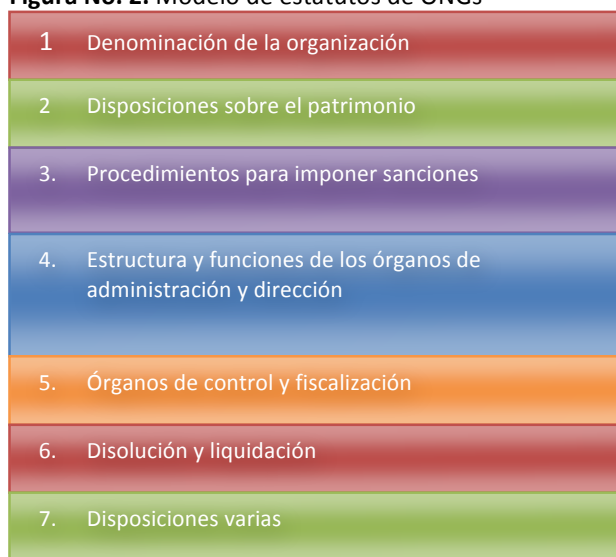 Figura No. 2. Modelo de estatutos de ONGs
1 Denominación de la organización
2 Disposiciones sobre el patrimonio
3. Procedimientos para imponer sanciones
4. Estructura y funciones de los órganos de
administración y dirección
5. Órganos de control y fiscalización
6. Disolución y liquidación
7. Disposiciones varias